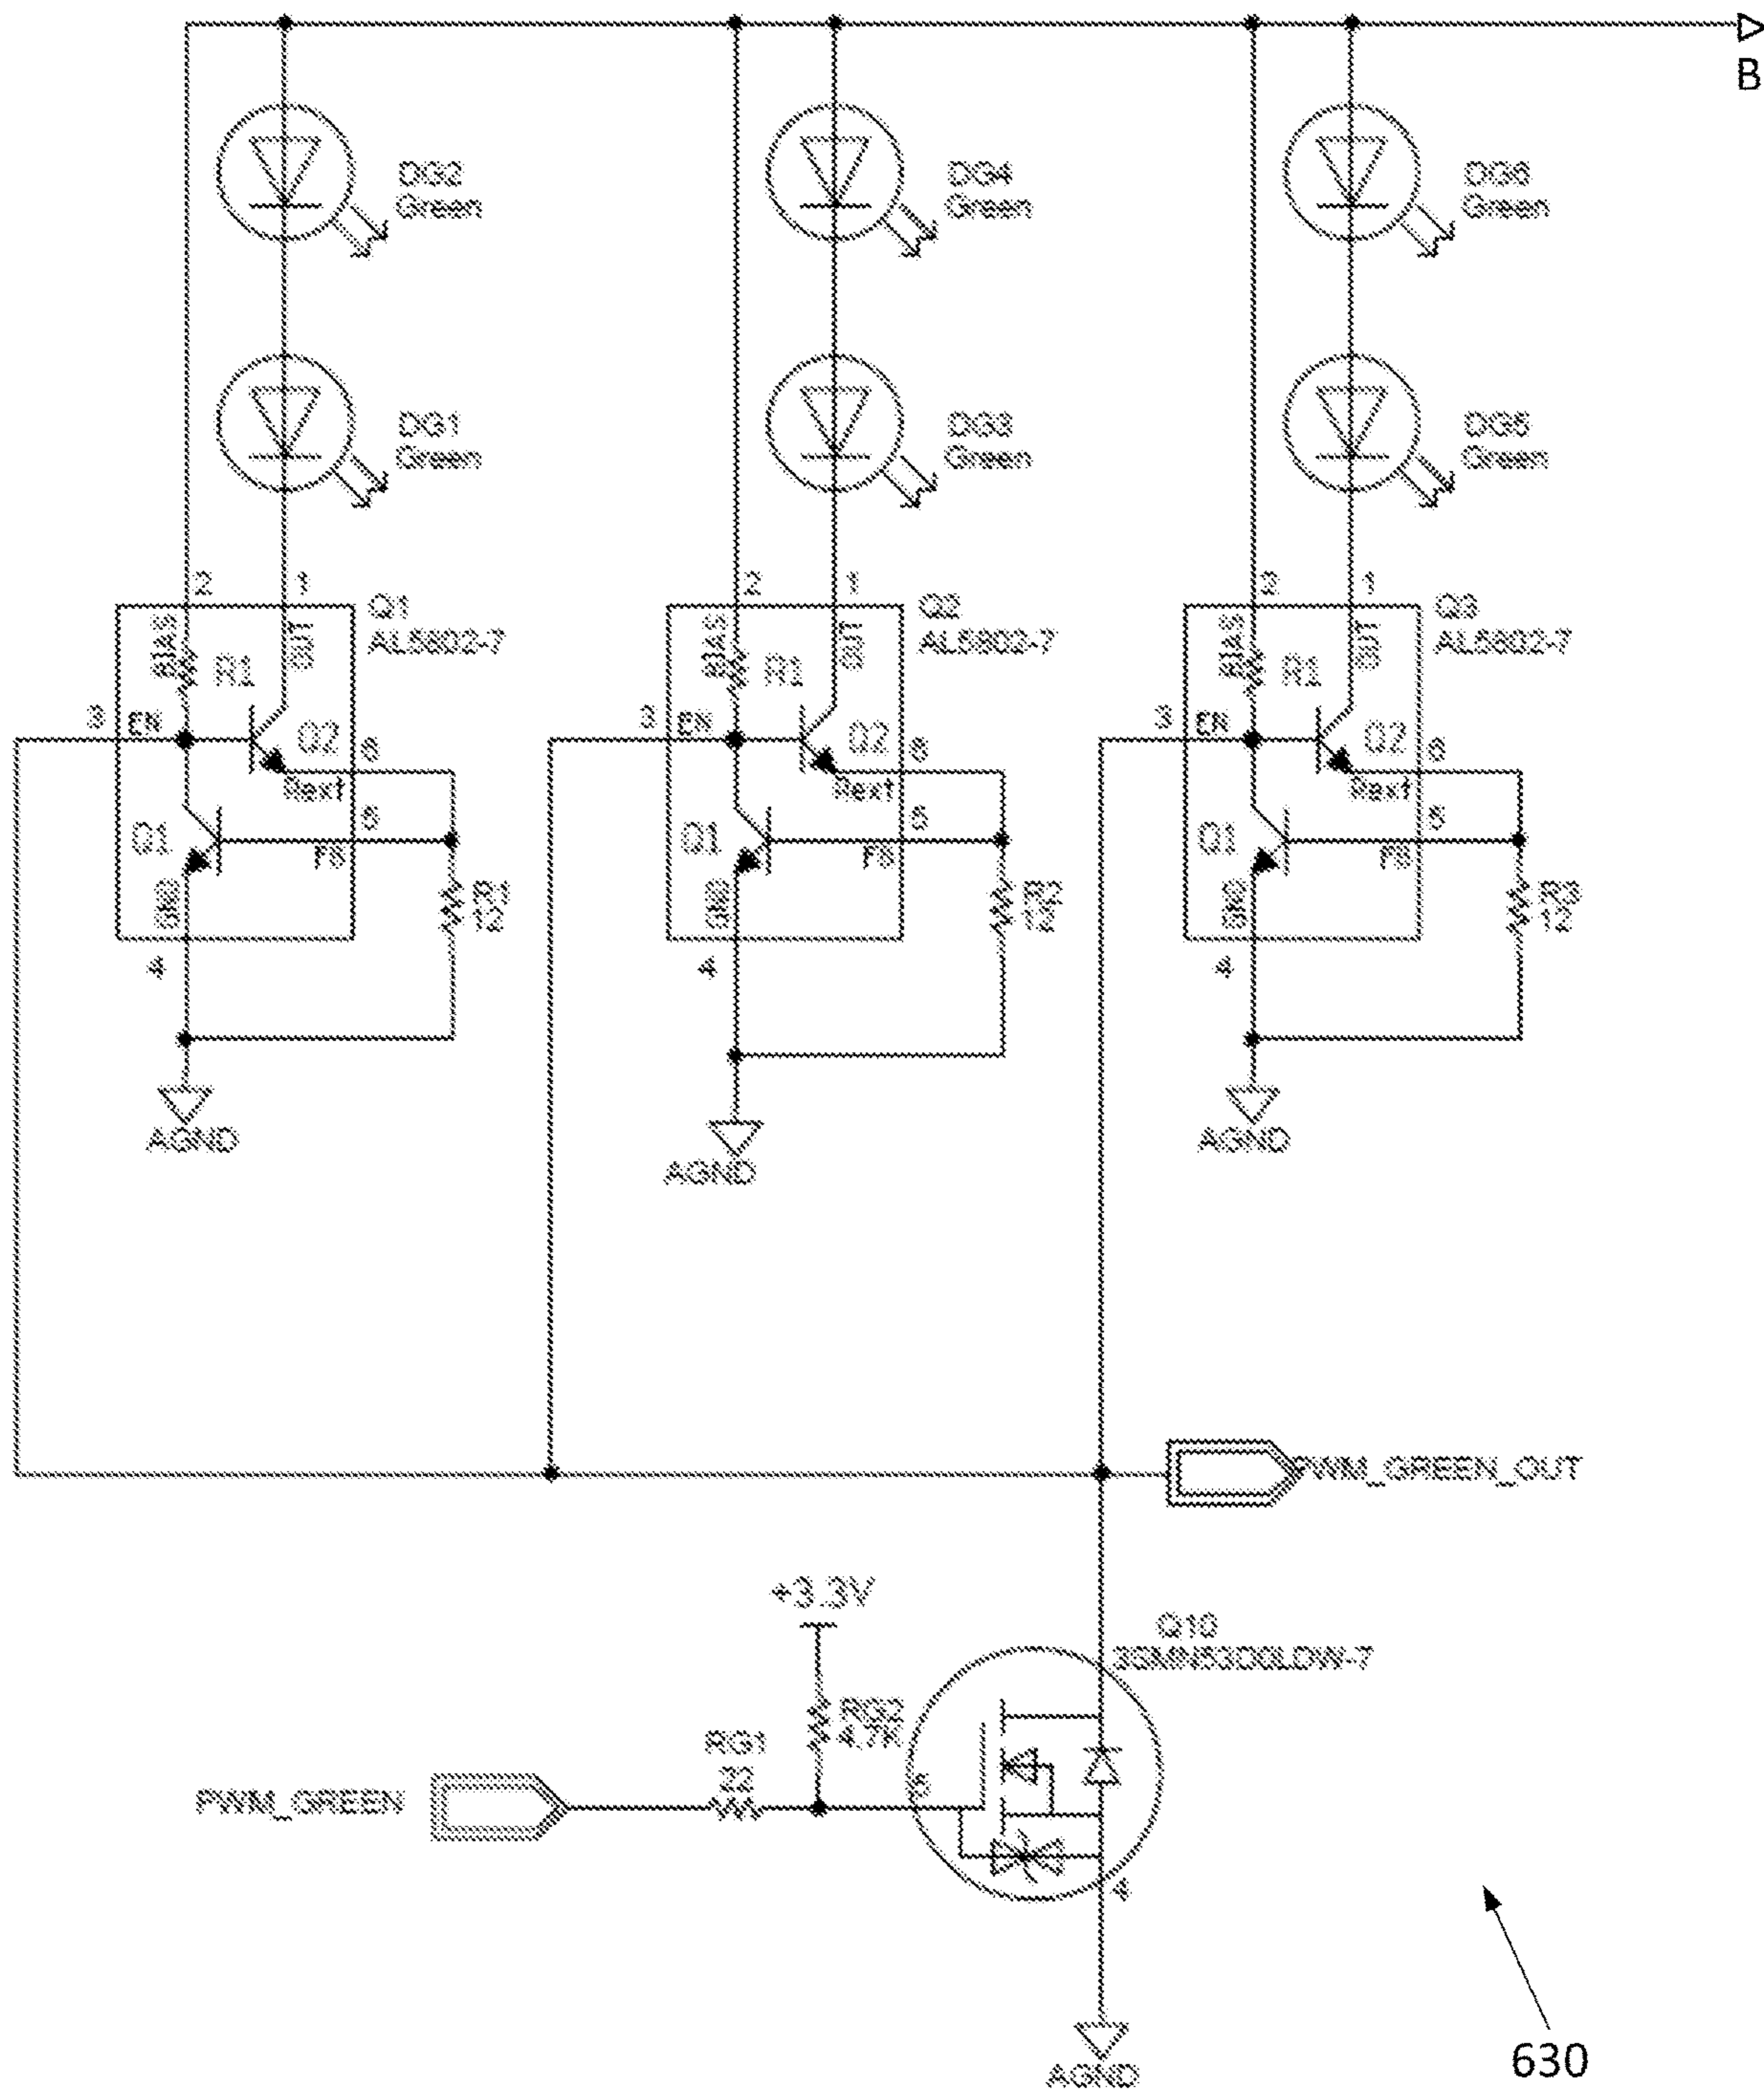 B
DG2
Green
DG4
Green
DG6
Green
DG1
Green
DG3
Green
DG5
Green
2
1
Q1
AL5802-7
BIAS
R1
OUT
3
EN
Q2
6
Rext
5
Q1
FB
GND
R1
12
4
AGND
2
1
Q2
AL5802-7
BIAS
R1
OUT
3
EN
Q2
6
Rext
5
Q1
FB
GND
R2
12
4
AGND
2
1
Q3
AL5802-7
BIAS
R1
OUT
3
EN
Q2
6
Rext
5
Q1
FB
GND
R3
12
4
AGND
PWM_GREEN_OUT
+3.3V
Q10
RG2
4.7K
RG1
22
PWM_GREEN
5
4
AGND
630